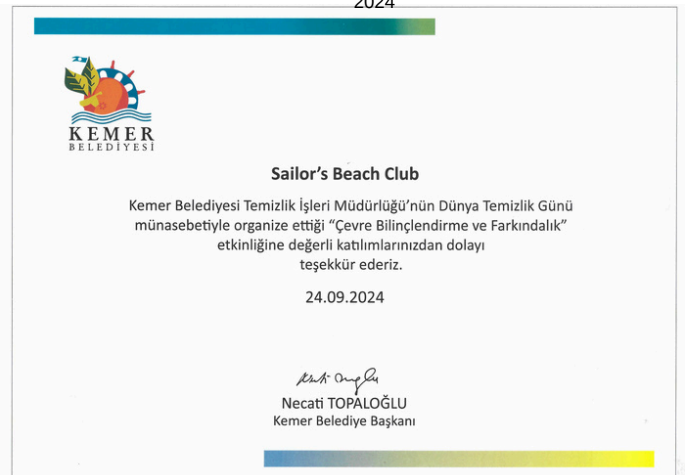 2024
KEMER
BELEDİYESİ
Sailor's Beach Club
Kemer Belediyesi Temizlik İşleri Müdürlüğü'nün Dünya Temizlik Günü
münasebetiyle organize ettiği “Çevre Bilinçlendirme ve Farkındalık”
etkinliğine değerli katılımlarınızdan dolayı
teşekkür ederiz.
24.09.2024
Necati TOPALOĞLU
Kemer Belediye Başkanı